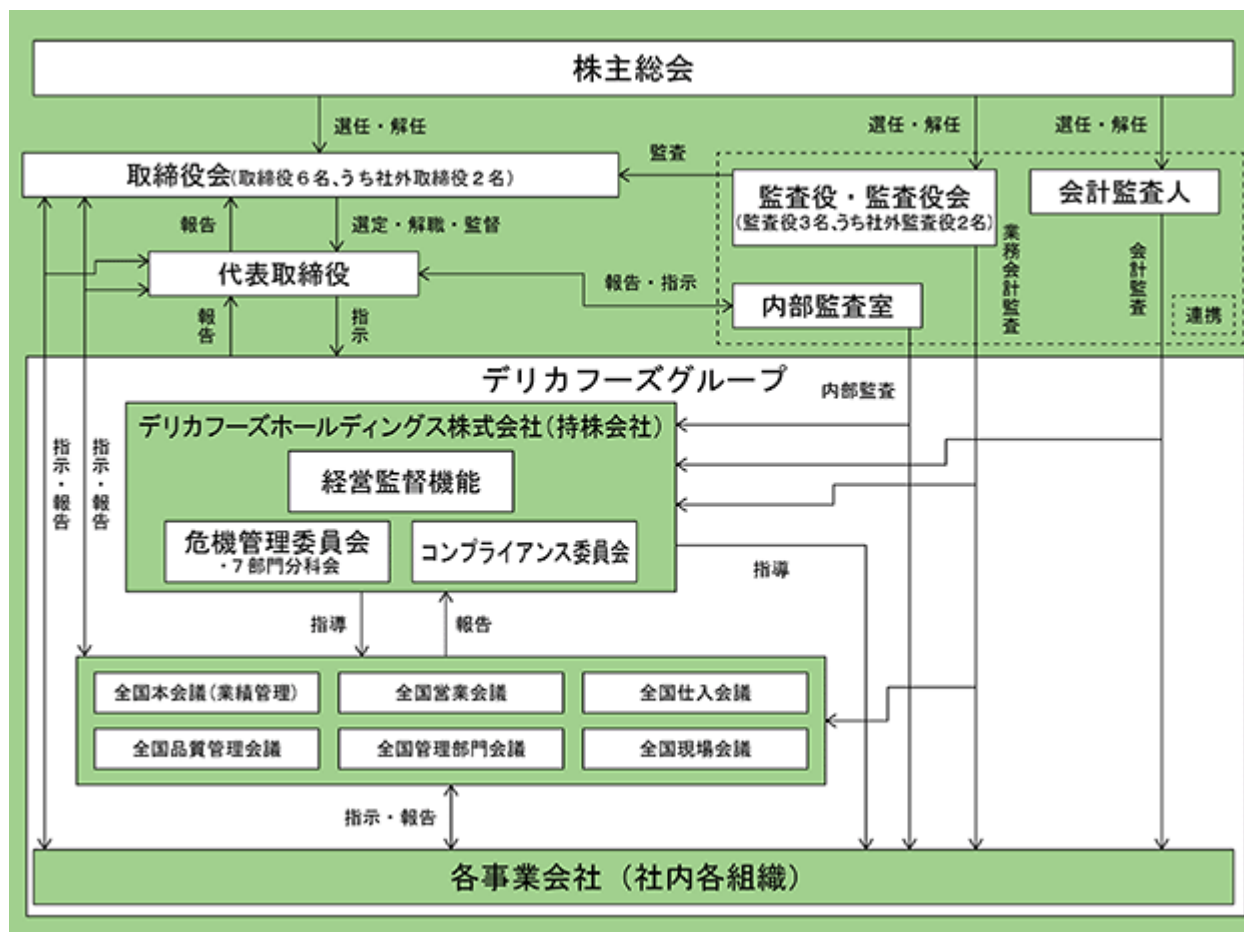 株主総会
選任・解任
選任・解任
選任・解任
監査
取締役会(取締役6名、うち社外取締役2名)
監査役・監査役会
(監査役3名、うち社外監査役2名)
会計監査人
報告
選定・解職・監督
業務会計監査
会計監査
代表取締役
報告・指示
内部監査室
連携
報告
指示
デリカフーズグループ
内部監査
デリカフーズホールディングス株式会社(持株会社)
経営監督機能
指示・報告
指示・報告
危機管理委員会
・7部門分科会
コンプライアンス委員会
指導
指導
報告
全国本会議(業績管理)
全国営業会議
全国仕入会議
全国品質管理会議
全国管理部門会議
全国現場会議
指示・報告
各事業会社(社内各組織)